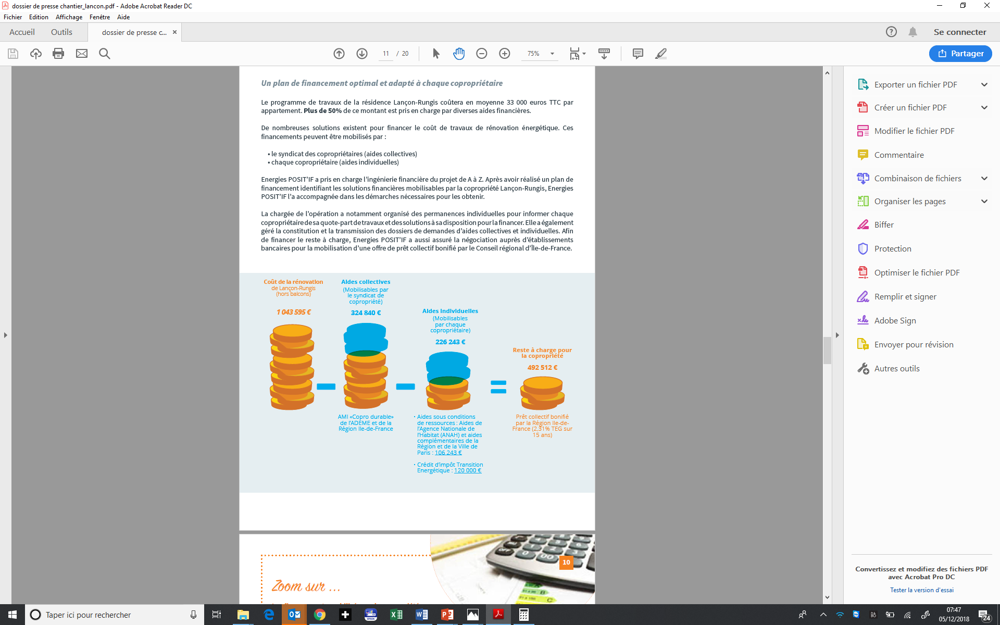 dossier de presse chantier_lancon.pdf - Adobe Acrobat Reader DC
Fichier Edition Affichage Fenêtre Aide
Accueil Outils dossier de presse c... × Se connecter
11 / 20 75% Partager
Un plan de financement optimal et adapté à chaque copropriétaire
Le programme de travaux de la résidence Lançon-Rungis coûtera en moyenne 33 000 euros TTC par
appartement. Plus de 50% de ce montant est pris en charge par diverses aides financières.
De nombreuses solutions existent pour financer le coût de travaux de rénovation énergétique. Ces
financements peuvent être mobilisés par :
• le syndicat des copropriétaires (aides collectives)
• chaque copropriétaire (aides individuelles)
Energies POSIT'IF a pris en charge l'ingénierie financière du projet de A à Z. Après avoir réalisé un plan de
financement identifiant les solutions financières mobilisables par la copropriété Lançon-Rungis, Energies
POSIT'IF l'a accompagnée dans les démarches nécessaires pour les obtenir.
La chargée de l'opération a notamment organisé des permanences individuelles pour informer chaque
copropriétaire de sa quote-part de travaux et des solutions à sa disposition pour la financer. Elle a également
géré la constitution et la transmission des dossiers de demandes d'aides collectives et individuelles. Afin
de financer le reste à charge, Energies POSIT'IF a aussi assuré la négociation auprès d'établissements
bancaires pour la mobilisation d'une offre de prêt collectif bonifié par le Conseil régional d'Île-de-France.
Coût de la rénovation
de Lançon-Rungis
(hors balcons)
1 043 595 €
Aides collectives
(Mobilisables par
le syndicat de
copropriété)
324 840 €
AMI «Copro durable»
de l'ADEME et de la
Région Ile-de-France
Aides individuelles
(Mobilisables
par chaque
copropriétaire)
226 243 €
· Aides sous conditions
de ressources : Aides de
l'Agence Nationale de
l'Habitat (ANAH) et aides
complémentaires de la
Région et de la Ville de
Paris : 106 243 €
· Crédit d'impôt Transition
Energétique : 120 000 €
Reste à charge pour
la copropriété
492 512 €
Prêt collectif bonifié
par la Région Ile-de-
France (2,31% TEG sur
15 ans)
10
Zoom sur ...
Exporter un fichier PDF
Créer un fichier PDF
Modifier le fichier PDF
Commentaire
Combinaison de fichiers
Organiser les pages
Biffer
Protection
Optimiser le fichier PDF
Remplir et signer
Adobe Sign
Envoyer pour révision
Autres outils
Convertissez et modifiez des fichiers PDF
avec Acrobat Pro DC
Tester la version d'essai
Taper ici pour rechercher
07:47
05/12/2018
24